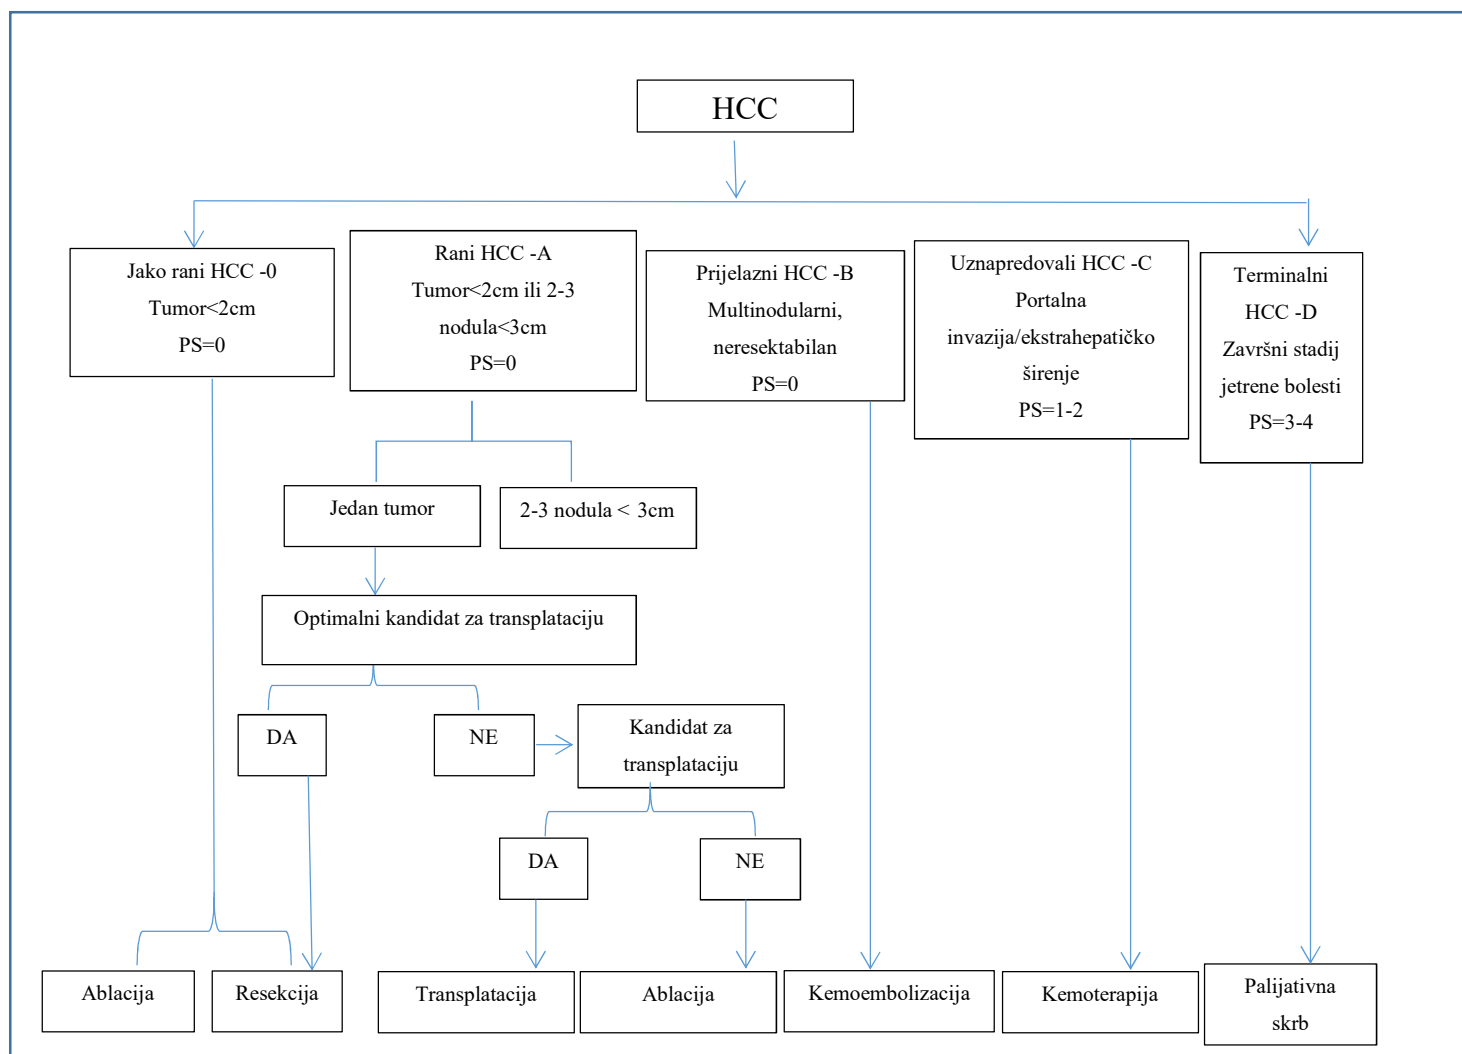 HCC
Jako rani HCC -0
Tumor<2cm
PS=0
Rani HCC -A
Tumor<2cm ili 2-3
nodula<3cm
PS=0
Prijelazni HCC -B
Multinodularni,
neresektabilan
PS=0
Uznapredovali HCC -C
Portalna
invazija/ekstrahepatičko
širenje
PS=1-2
Terminalni
HCC -D
Završni stadij
jetrene bolesti
PS=3-4
Jedan tumor
2-3 nodula < 3cm
Optimalni kandidat za transplataciju
DA
NE
Kandidat za
transplataciju
DA
NE
Ablacija
Resekcija
Transplatacija
Ablacija
Kemoembolizacija
Kemoterapija
Palijativna
skrb